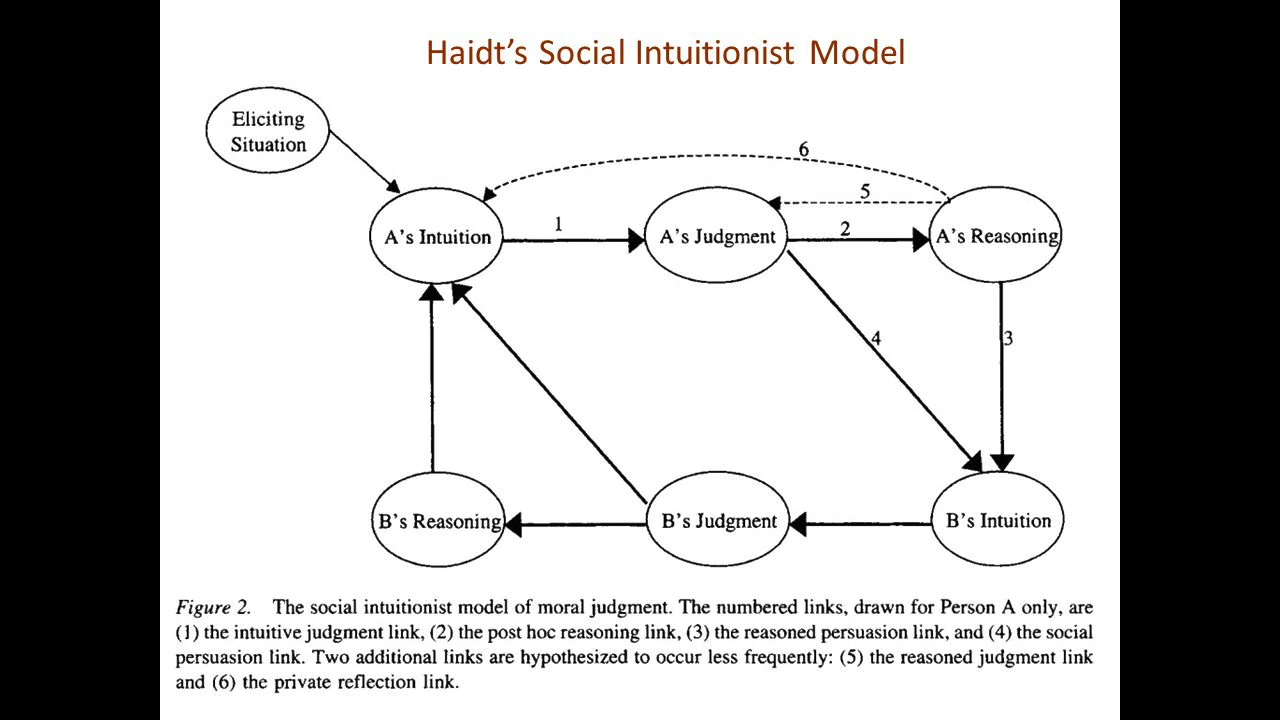 Haidt's Social Intuitionist Model
Eliciting
Situation
6
5
A's Intuition
1
A's Judgment
2
A's Reasoning
4
3
B's Reasoning
B's Judgment
B's Intuition
Figure 2. The social intuitionist model of moral judgment. The numbered links, drawn for Person A only, are
(1) the intuitive judgment link, (2) the post hoc reasoning link, (3) the reasoned persuasion link, and (4) the social
persuasion link. Two additional links are hypothesized to occur less frequently: (5) the reasoned judgment link
and (6) the private reflection link.